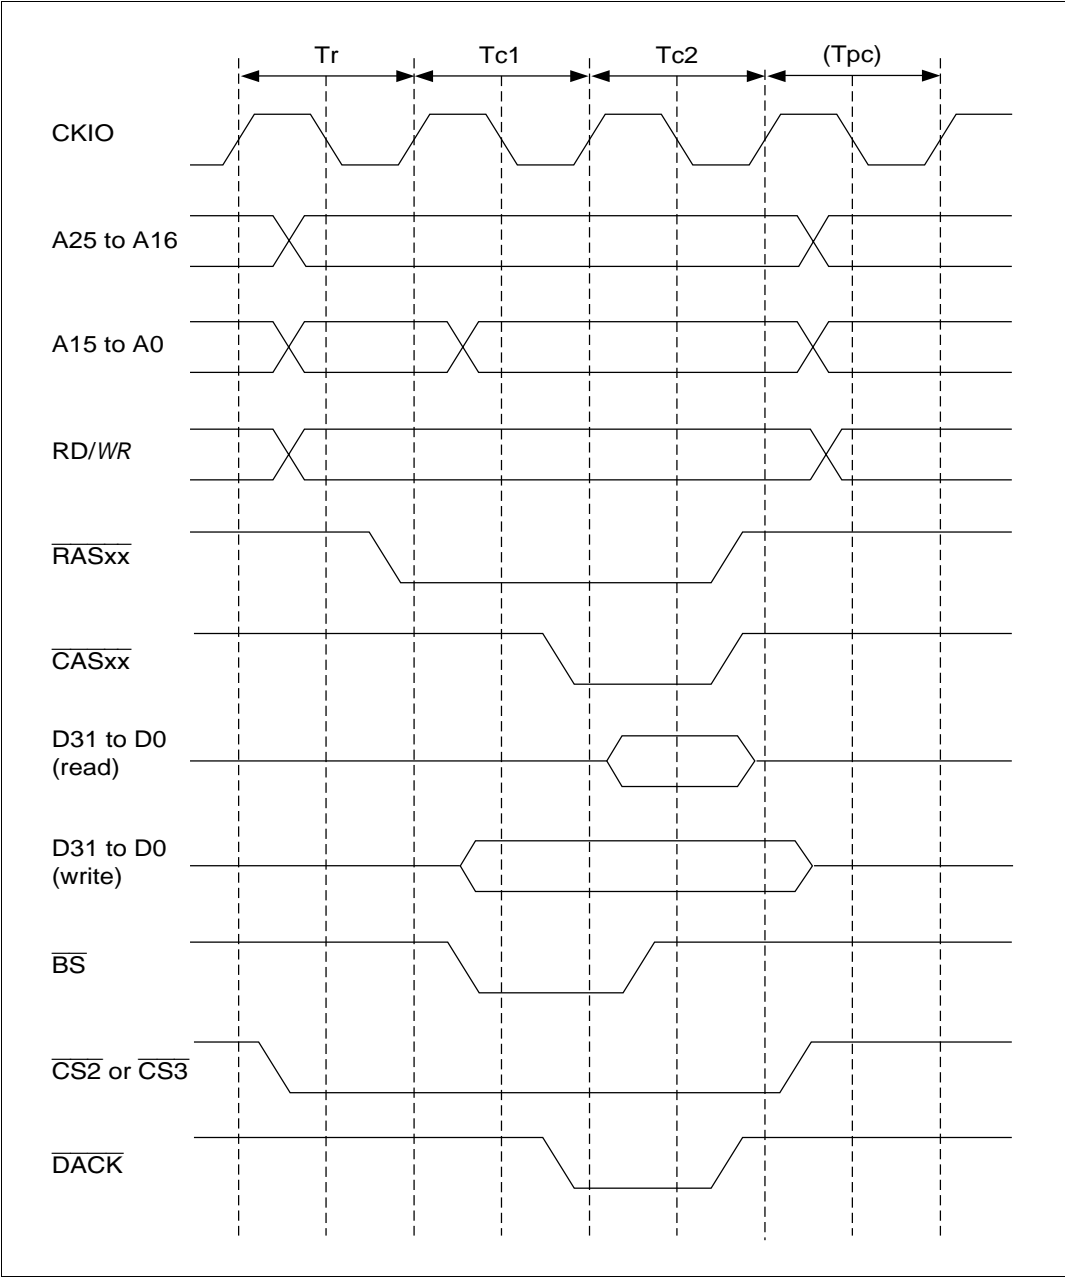 Tr Tc1 Tc2 (Tpc)
CKIO
A25 to A16
A15 to A0
RD/WR
RASxx
CASxx
D31 to D0
(read)
D31 to D0
(write)
BS
CS2 or CS3
DACK